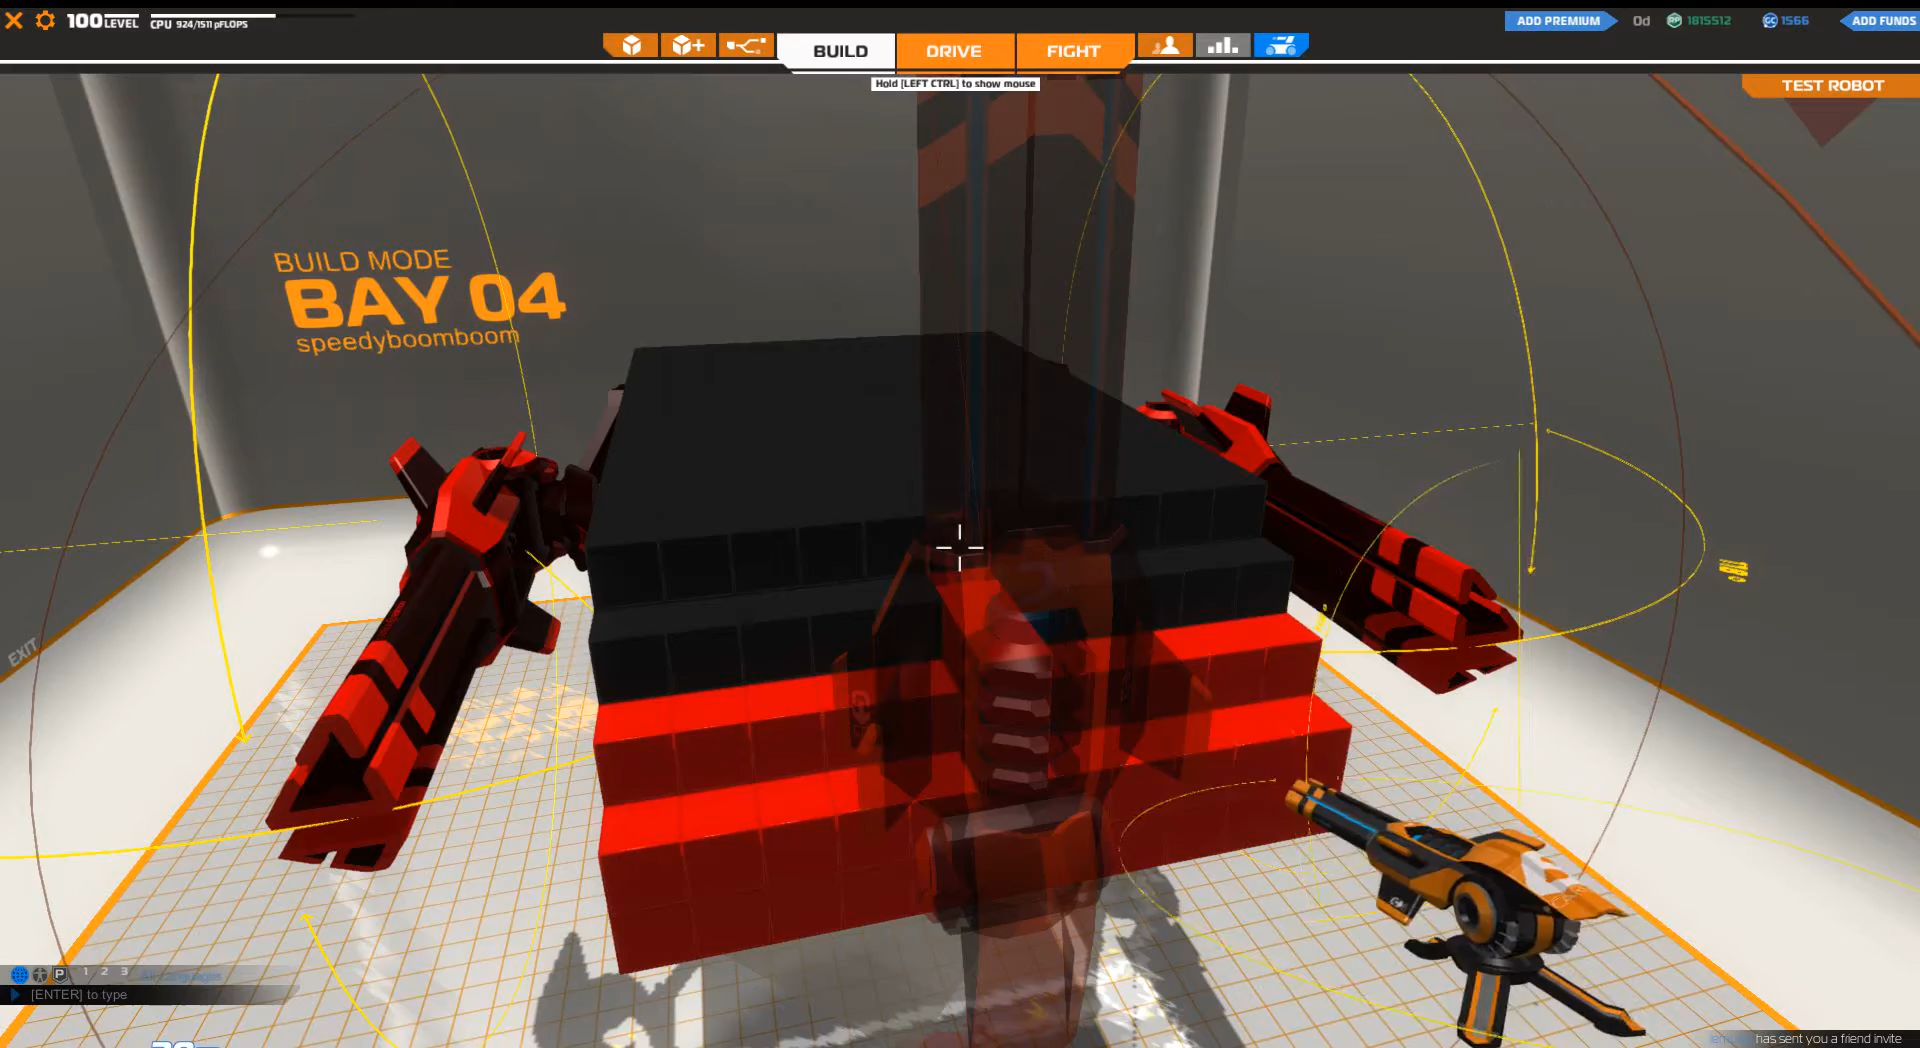 100 LEVEL CPU 924/1511 pFLOPS
ADD PREMIUM 0d RP 1815512 GC 1566 ADD FUNDS
BUILD DRIVE FIGHT
Hold [LEFT CTRL] to show mouse
TEST ROBOT
BUILD MODE
BAY 04
speedyboomboom
EXIT
P 1 2 3
[ENTER] to type
has sent you a friend invite